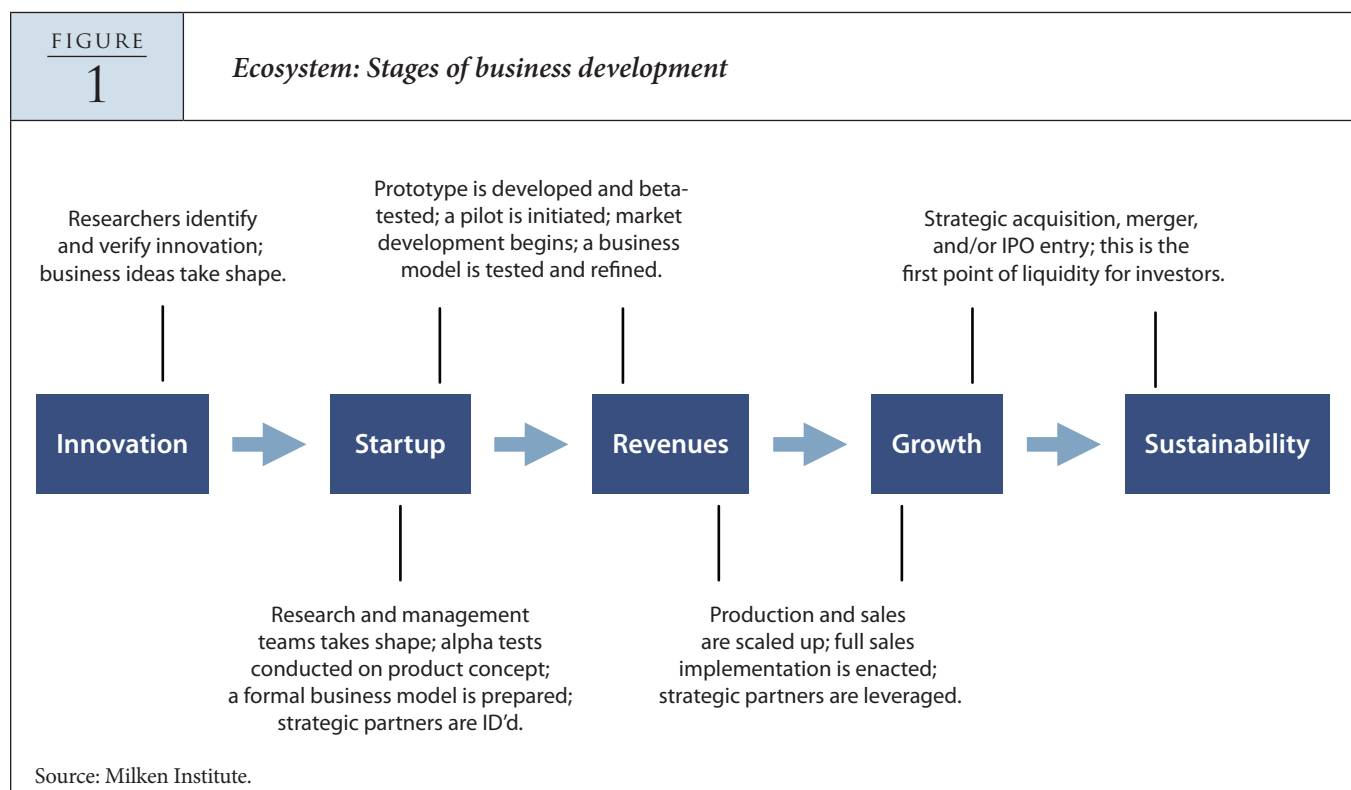 FIGURE
1
Ecosystem: Stages of business development
Researchers identify
and verify innovation;
business ideas take shape.
Prototype is developed and beta-
tested; a pilot is initiated; market
development begins; a business
model is tested and refined.
Strategic acquisition, merger,
and/or IPO entry; this is the
first point of liquidity for investors.
Innovation
Startup
Revenues
Growth
Sustainability
Research and management
teams takes shape; alpha tests
conducted on product concept;
a formal business model is prepared;
strategic partners are ID’d.
Production and sales
are scaled up; full sales
implementation is enacted;
strategic partners are leveraged.
Source: Milken Institute.